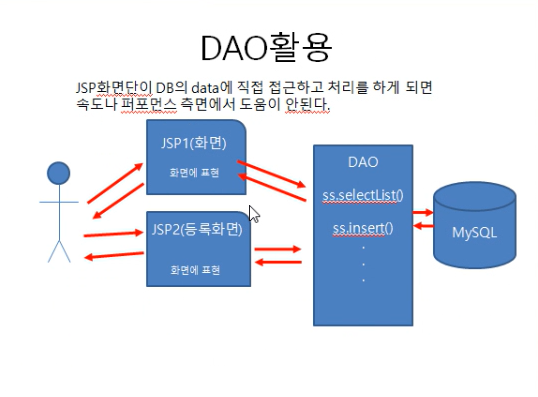 DAO활용
JSP화면단이 DB의 data에 직접 접근하고 처리를 하게 되면
속도나 퍼포먼스 측면에서 도움이 안된다.
JSP1(화면)
화면에 표현
JSP2(등록화면)
화면에 표현
DAO
ss.selectList()
ss.insert()
.
.
.
MySQL